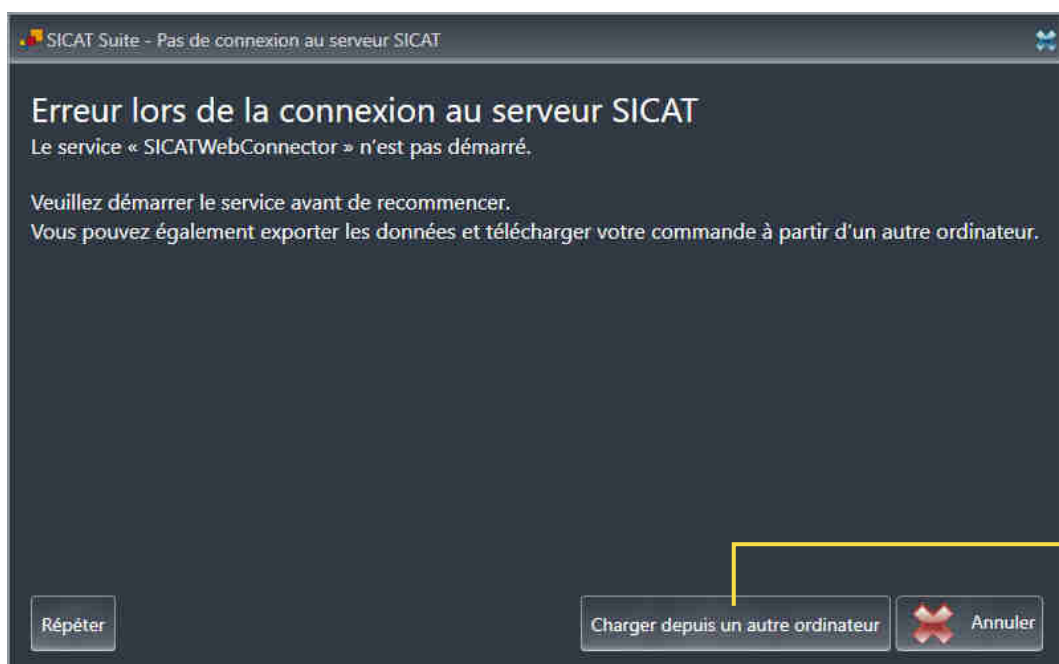 SICAT Suite - Pas de connexion au serveur SICAT
Erreur lors de la connexion au serveur SICAT
Le service « SICATWebConnector » n'est pas démarré.
Veuillez démarrer le service avant de recommencer.
Vous pouvez également exporter les données et télécharger votre commande à partir d'un autre ordinateur.
Répéter
Charger depuis un autre ordinateur
Annuler